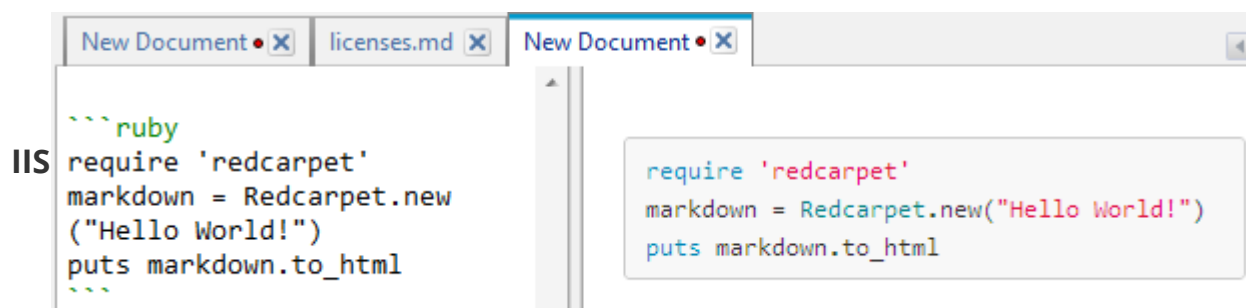 New Document licenses.md New Document
IIS
```ruby
require 'redcarpet'
markdown = Redcarpet.new
("Hello World!")
puts markdown.to_html
```
require 'redcarpet'
markdown = Redcarpet.new("Hello World!")
puts markdown.to_html